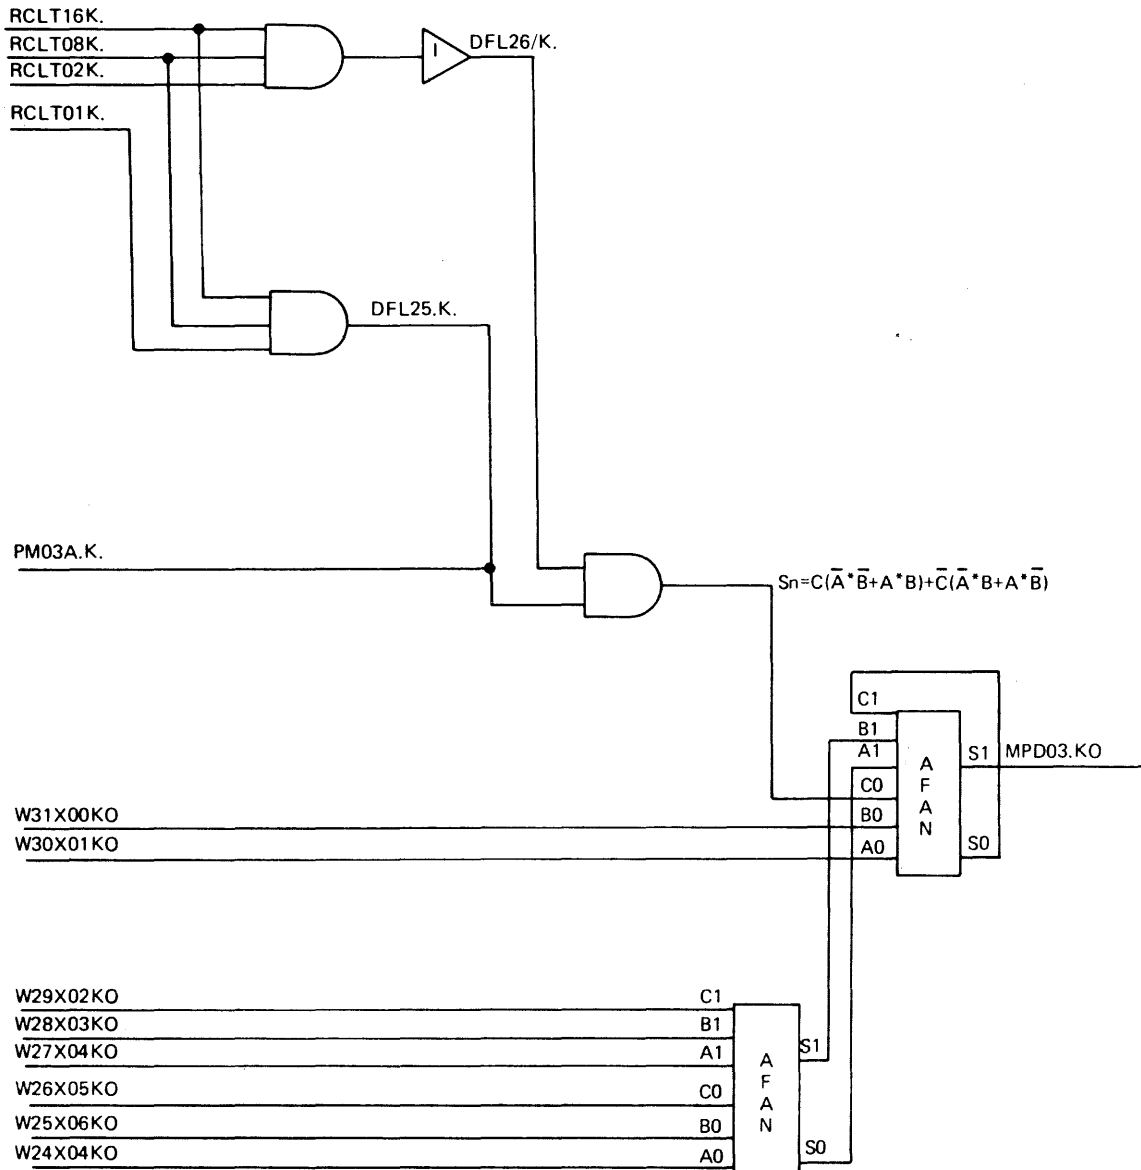 RCLT16K.
RCLT08K.
RCLT02K.
RCLT01K.
I
DFL26/K.
DFL25.K.
PM03A.K.
Sn=C(A̅*B̅+A*B)+C̅(A̅*B+A*B̅)
C1
B1
A1
C0
B0
A0
A
F
A
N
S1
S0
MPD03.KO
W31X00KO
W30X01KO
W29X02KO
W28X03KO
W27X04KO
W26X05KO
W25X06KO
W24X04KO
C1
B1
A1
C0
B0
A0
A
F
A
N
S1
S0